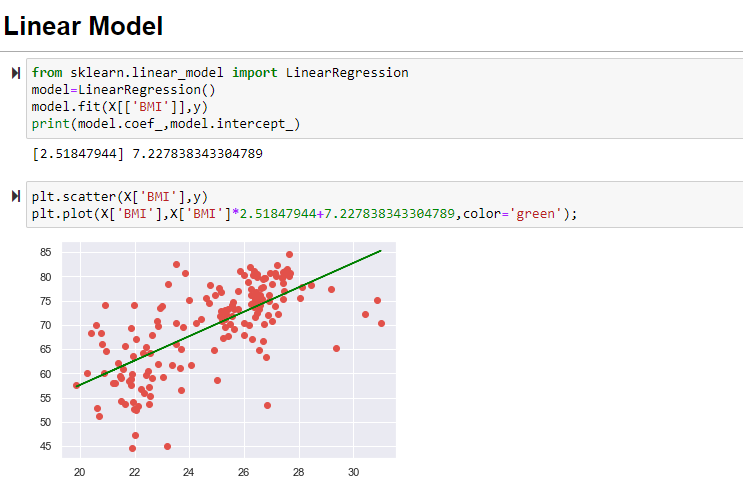 Linear Model
from sklearn.linear_model import LinearRegression
model=LinearRegression()
model.fit(X[['BMI']],y)
print(model.coef_,model.intercept_)
[2.51847944] 7.227838343304789
plt.scatter(X['BMI'],y)
plt.plot(X['BMI'],X['BMI']*2.51847944+7.227838343304789,color='green');
85
80
75
70
65
60
55
50
45
20 22 24 26 28 30